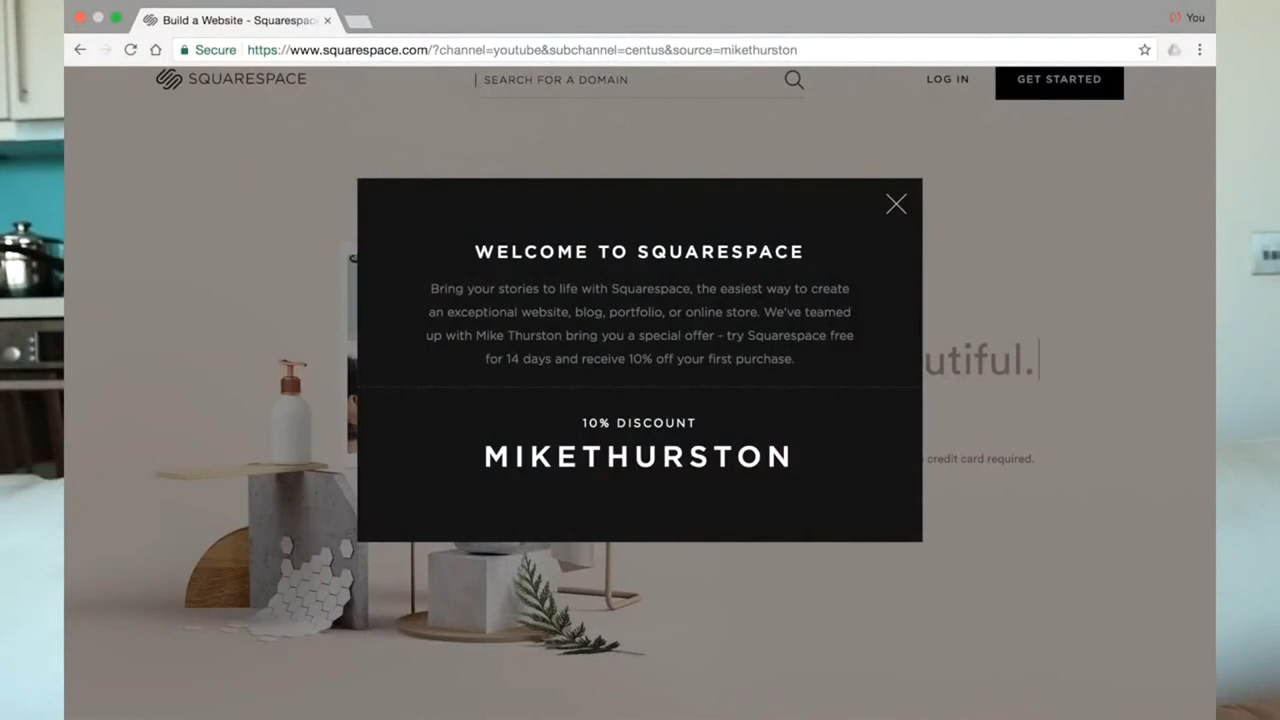 Build a Website - Squarespac
You
Secure https://www.squarespace.com/?channel=youtube&subchannel=centus&source=mikethurston
SQUARESPACE
SEARCH FOR A DOMAIN
LOG IN
GET STARTED
WELCOME TO SQUARESPACE
Bring your stories to life with Squarespace, the easiest way to create
an exceptional website, blog, portfolio, or online store. We've teamed
up with Mike Thurston bring you a special offer - try Squarespace free
for 14 days and receive 10% off your first purchase.
utiful.
10% DISCOUNT
MIKETHURSTON
credit card required.